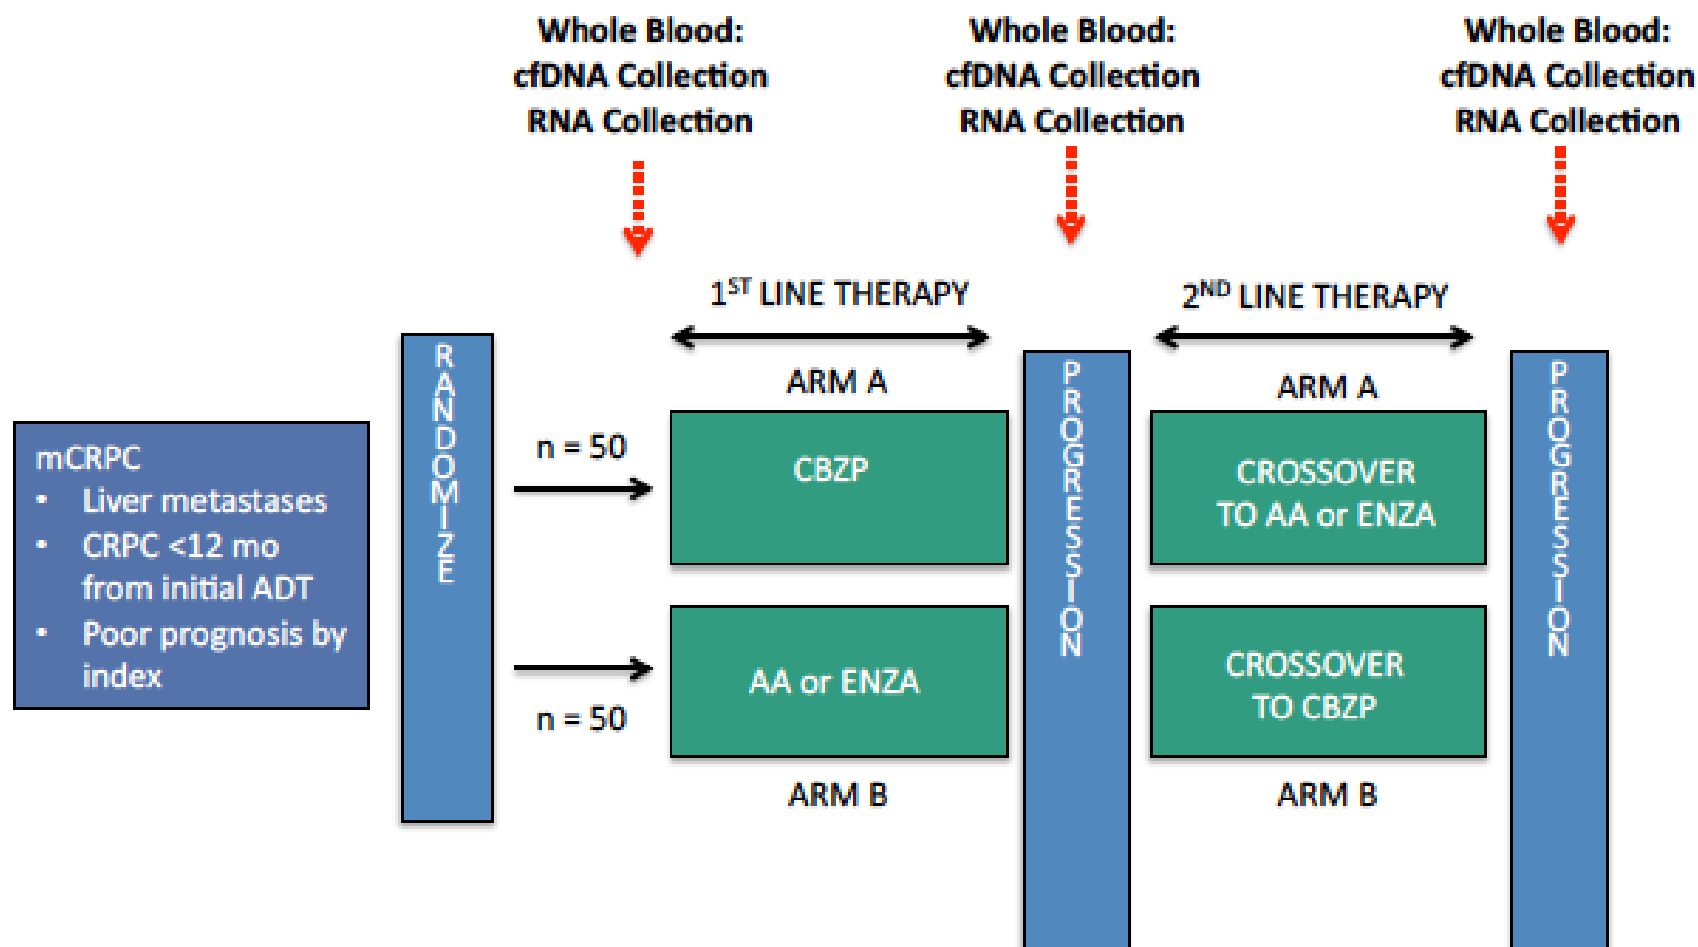 Whole Blood:
cfDNA Collection
RNA Collection
Whole Blood:
cfDNA Collection
RNA Collection
Whole Blood:
cfDNA Collection
RNA Collection
1ST LINE THERAPY
2ND LINE THERAPY
mCRPC
• Liver metastases
• CRPC <12 mo
from initial ADT
• Poor prognosis by
index
RANDOMIZE
n = 50
n = 50
ARM A
CBZP
AA or ENZA
ARM B
PROGRESSION
ARM A
CROSSOVER
TO AA or ENZA
CROSSOVER
TO CBZP
ARM B
PROGRESSION